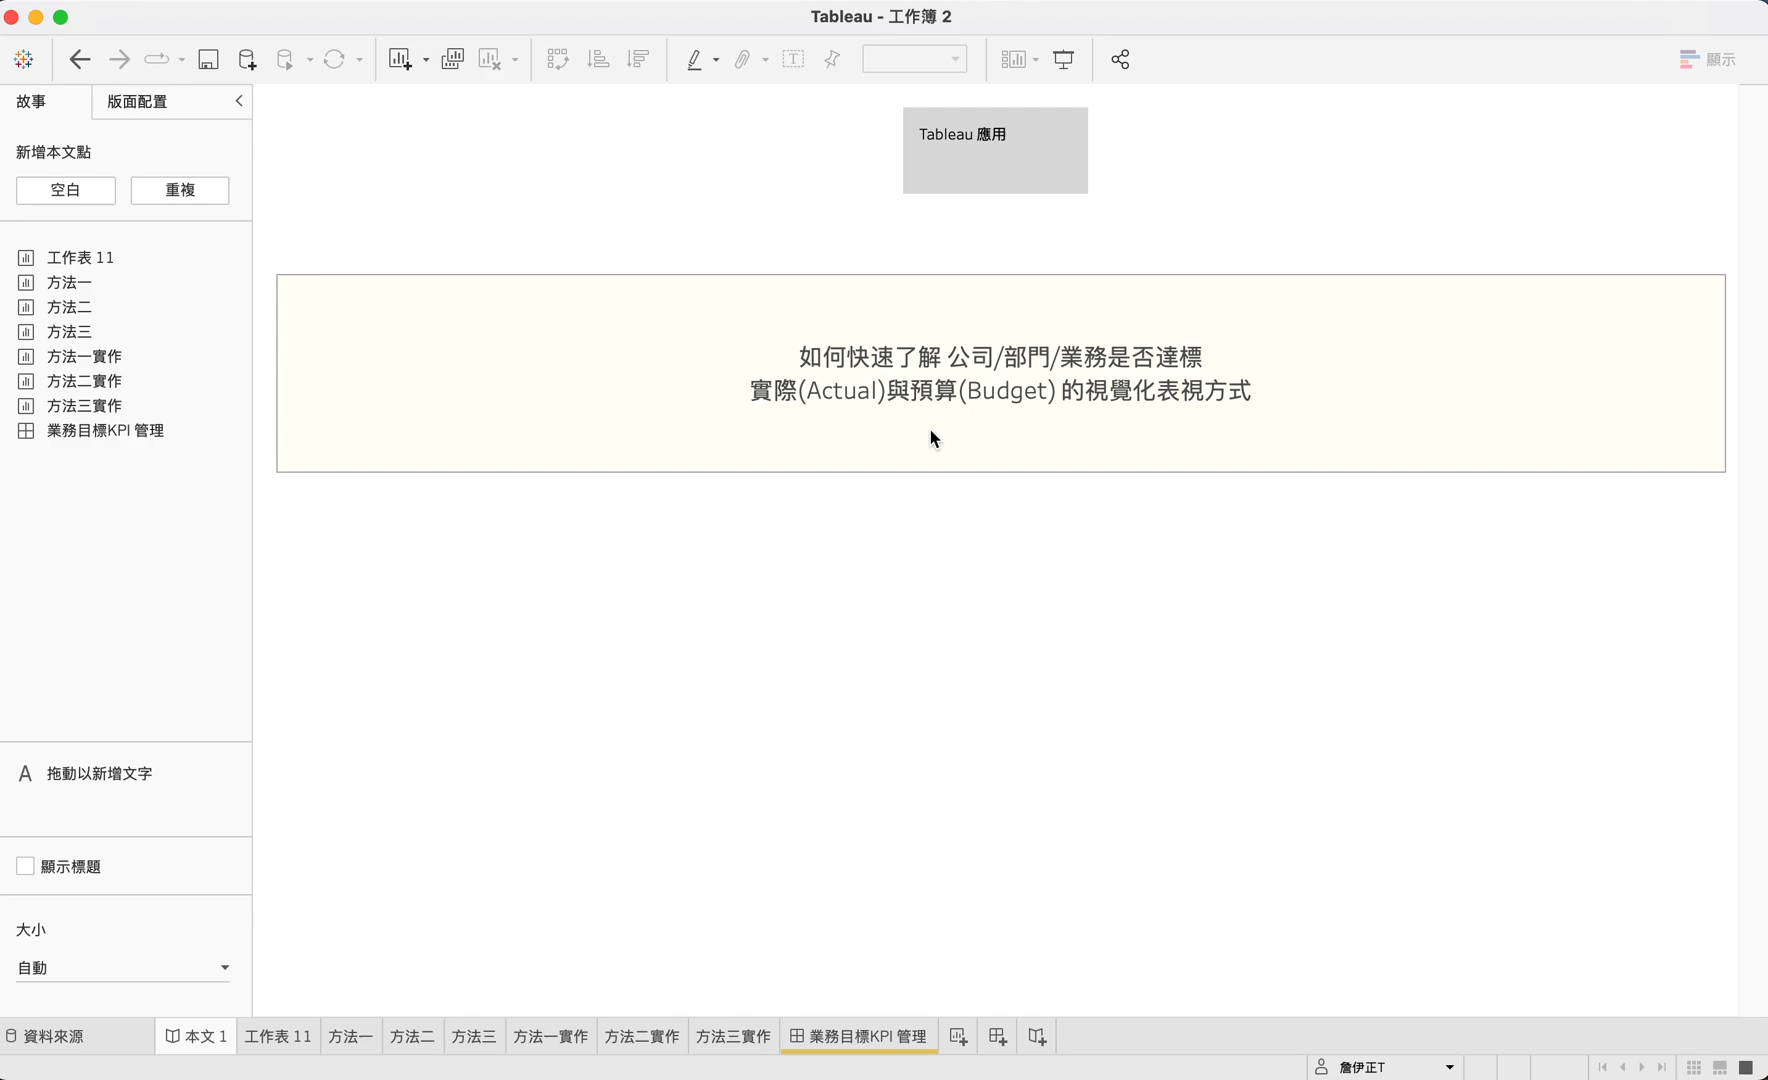 Tableau - 工作簿 2
顯示
故事
版面配置
新增本文點
空白
重複
工作表 11
方法一
方法二
方法三
方法一實作
方法二實作
方法三實作
業務目標KPI 管理
A 拖動以新增文字
顯示標題
大小
自動
Tableau 應用
如何快速了解 公司/部門/業務是否達標
實際(Actual)與預算(Budget) 的視覺化表視方式
資料來源 本文 1 工作表 11 方法一 方法二 方法三 方法一實作 方法二實作 方法三實作 業務目標KPI 管理
詹伊正T